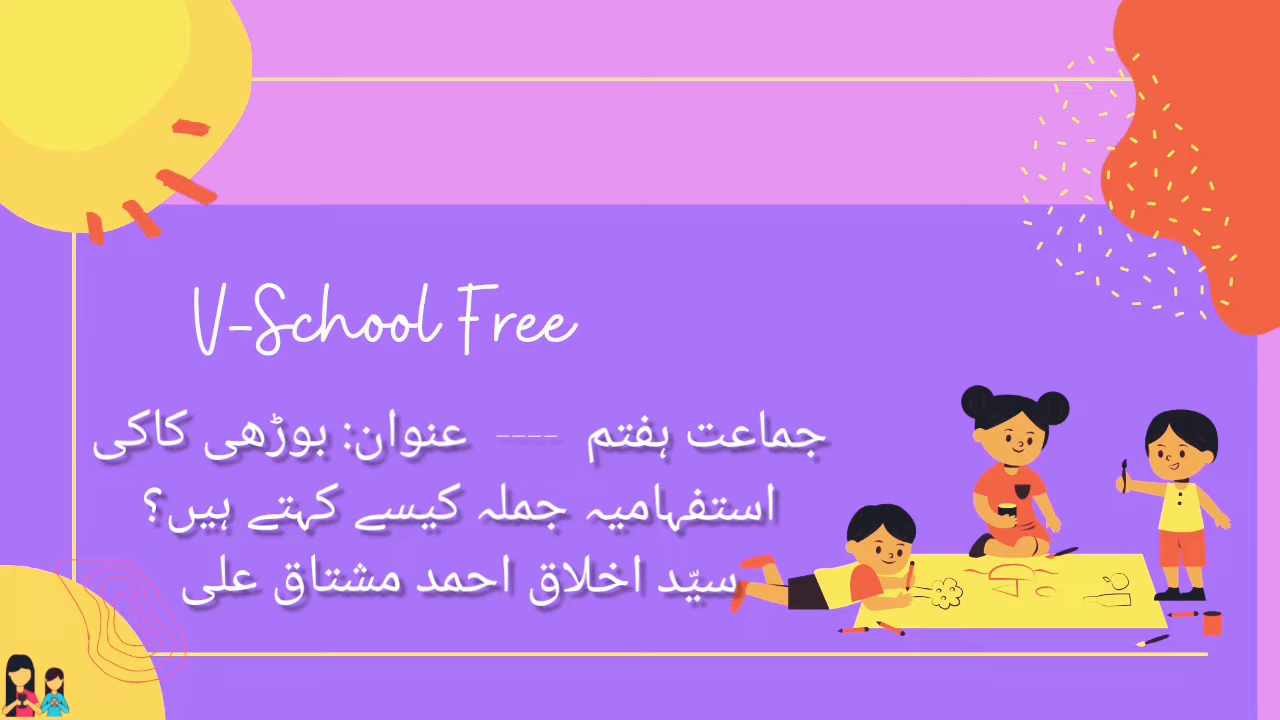 V-School Free
جماعت ہفتم ---- عنوان: بوڑھی کاکی
استفہامیہ جملہ کیسے کہتے ہیں؟
سیّد اخلاق احمد مشتاق علی